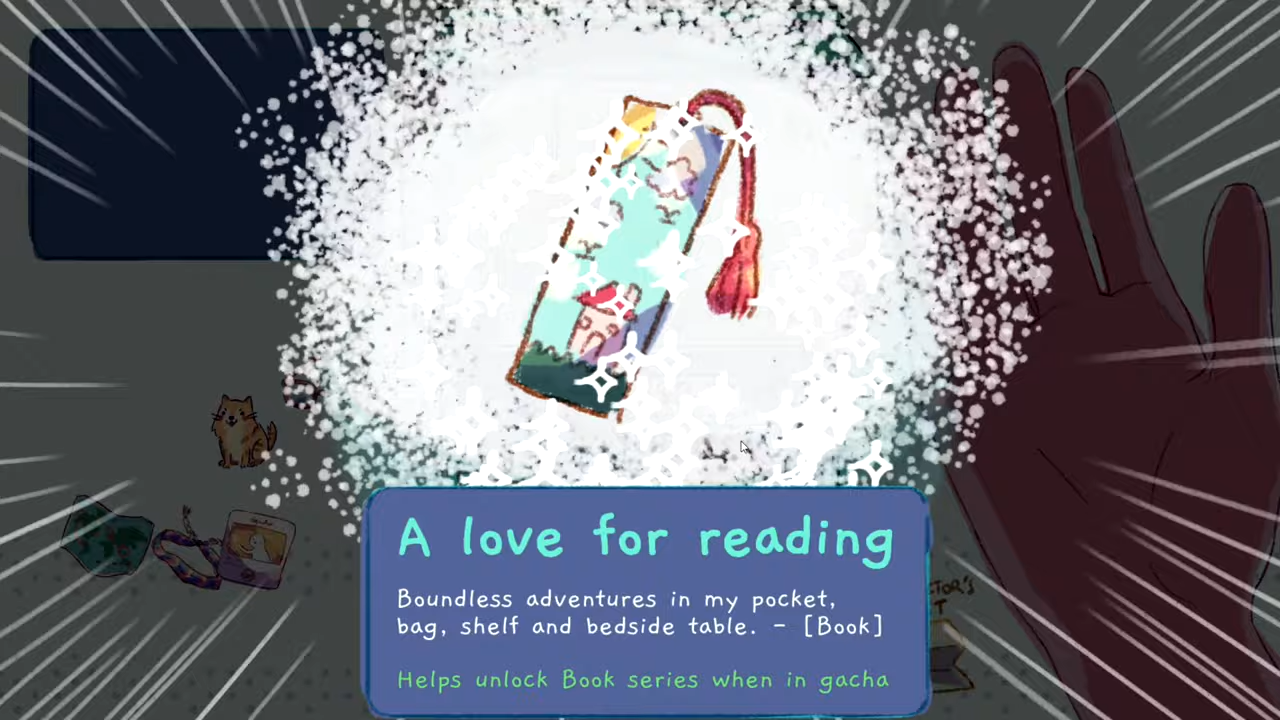 A love for reading
Boundless adventures in my pocket,
bag, shelf and bedside table. - [Book]
Helps unlock Book series when in gacha